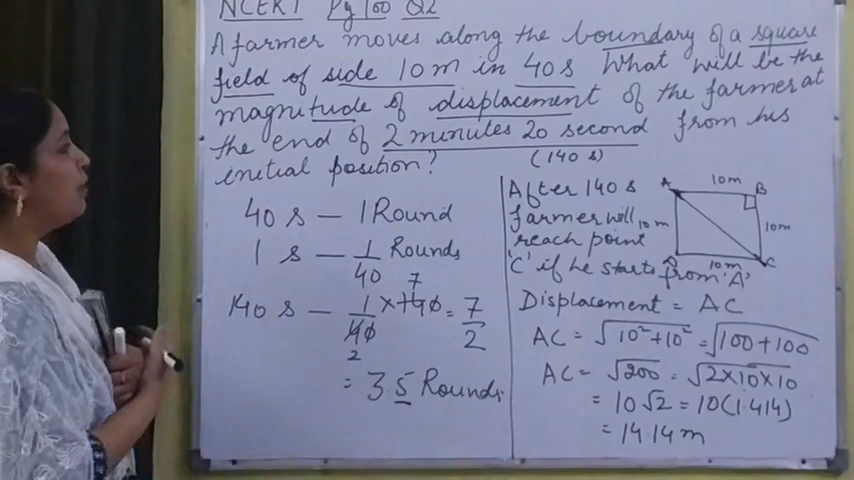 NCERT Pg 100 Q2
A farmer moves along the boundary of a square
field of side 10m in 40 s What will be the
magnitude of displacement of the farmer at
the end of 2 minutes 20 second from his
(140 s)
initial position?
40 s — 1 Round
1 s — 1/40 Rounds
140 s — 1/40 × 140 = 7/2
7
2
= 3.5 Rounds
After 140 s
farmer will
reach point
'C' if he starts from 'A'
A 10m B
10m 10m
D 10m C
Displacement = AC
AC = √10²+10² = √100+100
AC = √200 = √2×10×10
= 10√2 = 10(1.414)
= 14.14 m